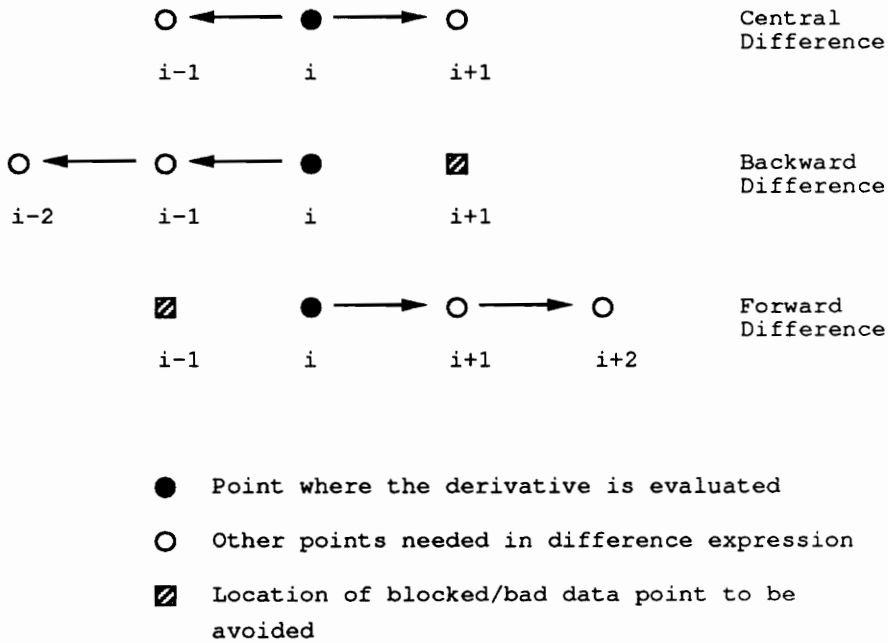 Central
Difference
i-1 i i+1
Backward
Difference
i-2 i-1 i i+1
Forward
Difference
i-1 i i+1 i+2
Point where the derivative is evaluated
Other points needed in difference expression
Location of blocked/bad data point to be
avoided